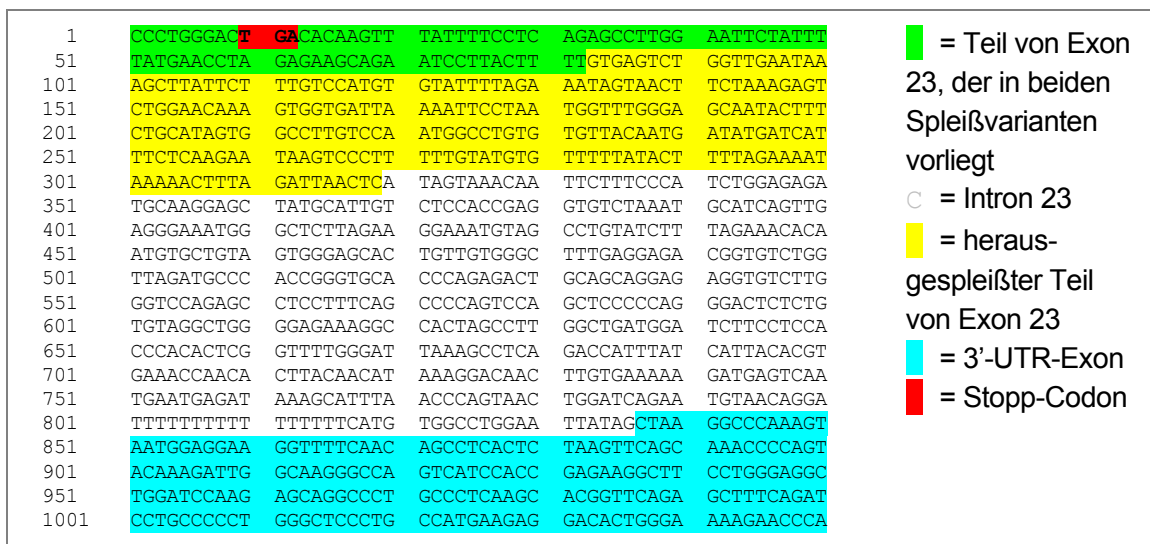 1 CCCTGGGACT GACACAAGTT TATTTTCCTC AGAGCCTTGG AATTCTATTT
51 TATGAACCTA GAGAAGCAGA ATCCTTACTT TTGTGAGTCT GGTTGAATAA
101 AGCTTATTCT TTGTCCATGT GTATTTTAGA AATAGTAACT TCTAAAGAGT
151 CTGGAACAAA GTGGTGATTA AAATTCCTAA TGGTTTGGGA GCAATACTTT
201 CTGCATAGTG GCCTTGTCCA ATGGCCTGTG TGTTACAATG ATATGATCAT
251 TTCTCAAGAA TAAGTCCCTT TTTGTATGTG TTTTTATACT TTTAGAAAAT
301 AAAAACTTTA GATTAACTCA TAGTAAACAA TTCTTTCCCA TCTGGAGAGA
351 TGCAAGGAGC TATGCATTGT CTCCACCGAG GTGTCTAAAT GCATCAGTTG
401 AGGGAAATGG GCTCTTAGAA GGAAATGTAG CCTGTATCTT TAGAAACACA
451 ATGTGCTGTA GTGGGAGCAC TGTTGTGGGC TTTGAGGAGA CGGTGTCTGG
501 TTAGATGCCC ACCGGGTGCA CCCAGAGACT GCAGCAGGAG AGGTGTCTTG
551 GGTCCAGAGC CTCCTTTCAG CCCCAGTCCA GCTCCCCCAG GGACTCTCTG
601 TGTAGGCTGG GGAGAAAGGC CACTAGCCTT GGCTGATGGA TCTTCCTCCA
651 CCCACACTCG GTTTTGGGAT TAAAGCCTCA GACCATTTAT CATTACACGT
701 GAAACCAACA CTTACAACAT AAAGGACAAC TTGTGAAAAA GATGAGTCAA
751 TGAATGAGAT AAAGCATTTA ACCCAGTAAC TGGATCAGAA TGTAACAGGA
801 TTTTTTTTTT TTTTTTCATG TGGCCTGGAA TTATAGCTAA GGCCCAAAGT
851 AATGGAGGAA GGTTTTCAAC AGCCTCACTC TAAGTTCAGC AAACCCCAGT
901 ACAAAGATTG GCAAGGGCCA GTCATCCACC GAGAAGGCTT CCTGGGAGGC
951 TGGATCCAAG AGCAGGCCCT GCCCTCAAGC ACGGTTCAGA GCTTTCAGAT
1001 CCTGCCCCCT GGGCTCCCTG CCATGAAGAG GACACTGGGA AAAGAACCCA
= Teil von Exon
23, der in beiden
Spleißvarianten
vorliegt
C = Intron 23
= heraus-
gespleißter Teil
von Exon 23
= 3'-UTR-Exon
= Stopp-Codon